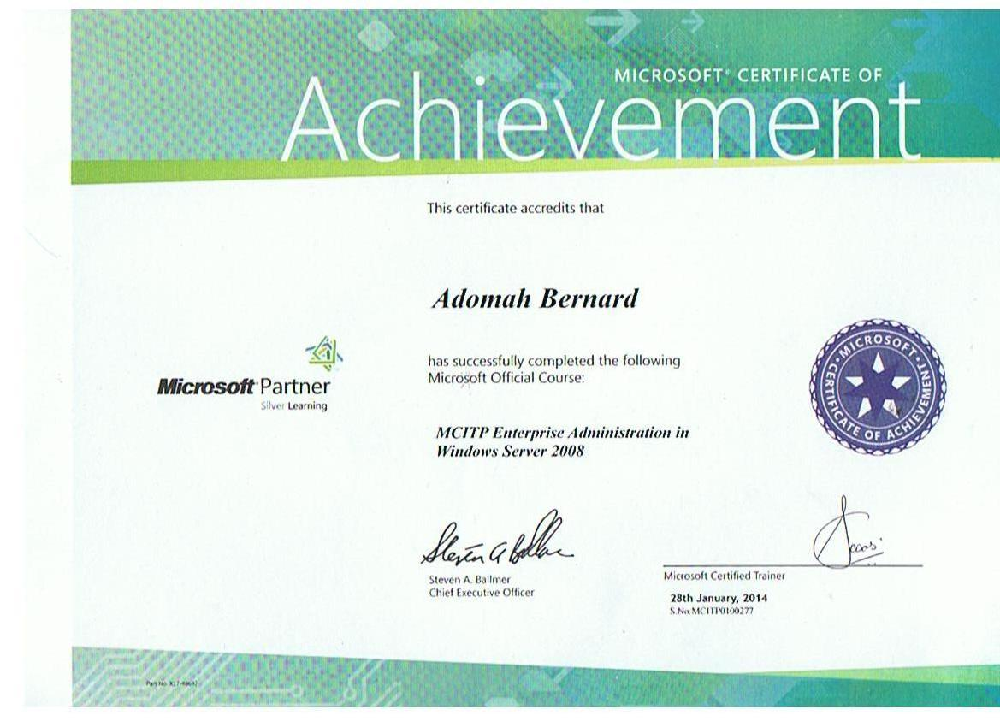 MICROSOFT® CERTIFICATE OF
Achievement
This certificate accredits that
Adomah Bernard
has successfully completed the following
Microsoft Official Course:
MCITP Enterprise Administration in
Windows Server 2008
Microsoft Partner
Silver Learning
MICROSOFT
CERTIFICATE OF ACHIEVEMENT
Steven A Ballmer
Steven A. Ballmer
Chief Executive Officer
Microsoft Certified Trainer
28th January, 2014
S.No:MCITP0100277
Part No.